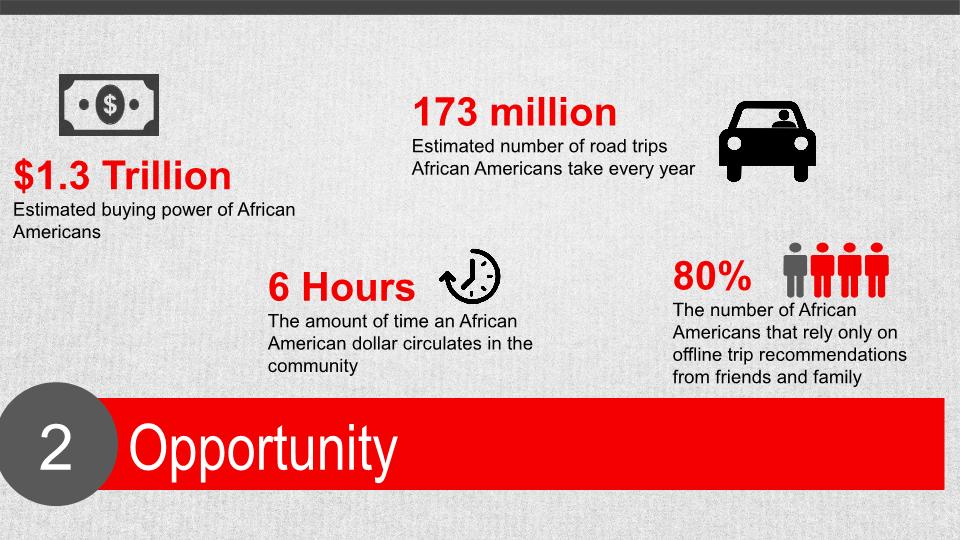 $
$1.3 Trillion
Estimated buying power of African
Americans
173 million
Estimated number of road trips
African Americans take every year
6 Hours
The amount of time an African
American dollar circulates in the
community
80%
The number of African
Americans that rely only on
offline trip recommendations
from friends and family
2 Opportunity